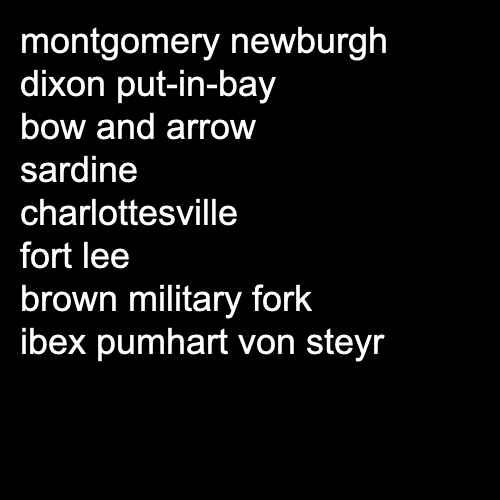 montgomery newburgh
dixon put-in-bay
bow and arrow
sardine
charlottesville
fort lee
brown military fork
ibex pumhart von steyr